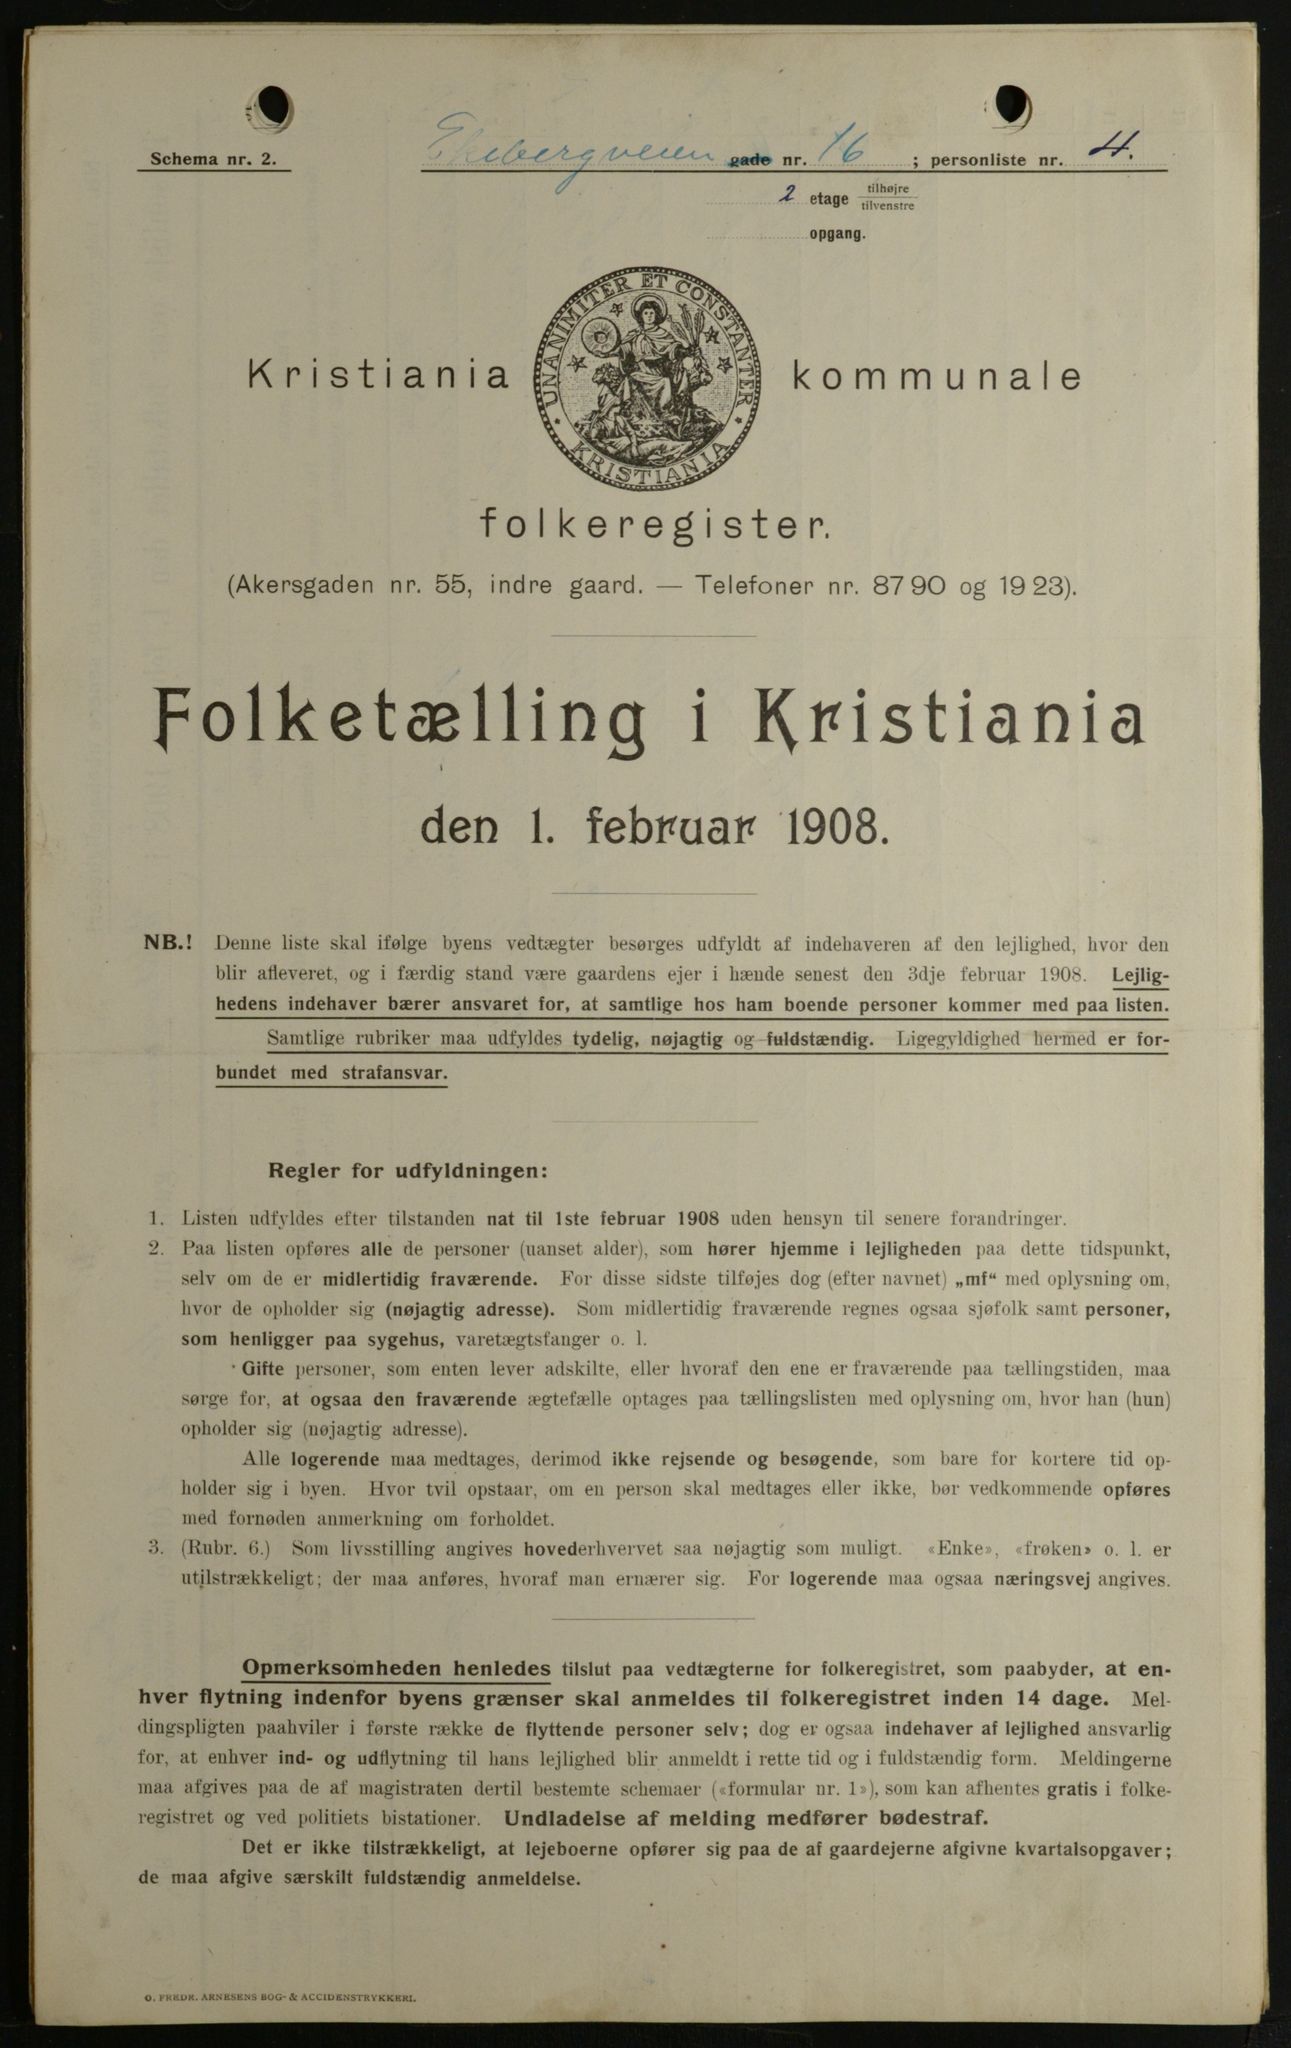 Schema nr. 2.
Ekebergveien gade nr. 16 ; personliste nr. 4.
2 etage tilhøjre
tilvenstre
opgang.
UNANIMITER ET CONSTANTER
KRISTIANIA
Kristiania kommunale
folkeregister.
(Akersgaden nr. 55, indre gaard. — Telefoner nr. 8790 og 1923).
Folketælling i Kristiania
den 1. februar 1908.
NB.! Denne liste skal ifølge byens vedtægter besørges udfyldt af indehaveren af den lejlighed, hvor den
blir afleveret, og i færdig stand være gaardens ejer i hænde senest den 3dje februar 1908. Lejlig-
hedens indehaver bærer ansvaret for, at samtlige hos ham boende personer kommer med paa listen.
Samtlige rubriker maa udfyldes tydelig, nøjagtig og fuldstændig. Ligegyldighed hermed er for-
bundet med strafansvar.
Regler for udfyldningen:
1. Listen udfyldes efter tilstanden nat til 1ste februar 1908 uden hensyn til senere forandringer.
2. Paa listen opføres alle de personer (uanset alder), som hører hjemme i lejligheden paa dette tidspunkt,
selv om de er midlertidig fraværende. For disse sidste tilføjes dog (efter navnet) „mf“ med oplysning om,
hvor de opholder sig (nøjagtig adresse). Som midlertidig fraværende regnes ogsaa sjøfolk samt personer,
som henligger paa sygehus, varetægtsfanger o. l.
Gifte personer, som enten lever adskilte, eller hvoraf den ene er fraværende paa tællingstiden, maa
sørge for, at ogsaa den fraværende ægtefælle optages paa tællingslisten med oplysning om, hvor han (hun)
opholder sig (nøjagtig adresse).
Alle logerende maa medtages, derimod ikke rejsende og besøgende, som bare for kortere tid op-
holder sig i byen. Hvor tvil opstaar, om en person skal medtages eller ikke, bør vedkommende opføres
med fornøden anmerkning om forholdet.
3. (Rubr. 6.) Som livsstilling angives hovederhvervet saa nøjagtig som muligt. «Enke», «frøken» o. l. er
utilstrækkeligt; der maa anføres, hvoraf man ernærer sig. For logerende maa ogsaa næringsvej angives.
Opmerksomheden henledes tilslut paa vedtægterne for folkeregistret, som paabyder, at en-
hver flytning indenfor byens grænser skal anmeldes til folkeregistret inden 14 dage. Mel-
dingspligten paahviler i første række de flyttende personer selv; dog er ogsaa indehaver af lejlighed ansvarlig
for, at enhver ind- og udflytning til hans lejlighed blir anmeldt i rette tid og i fuldstændig form. Meldingerne
maa afgives paa de af magistraten dertil bestemte schemaer («formular nr. 1»), som kan afhentes gratis i folke-
registret og ved politiets bistationer. Undladelse af melding medfører bødestraf.
Det er ikke tilstrækkeligt, at lejeboerne opfører sig paa de af gaardejerne afgivne kvartalsopgaver;
de maa afgive særskilt fuldstændig anmeldelse.
O. FREDR. ARNESENS BOG- & ACCIDENSTRYKKERI.